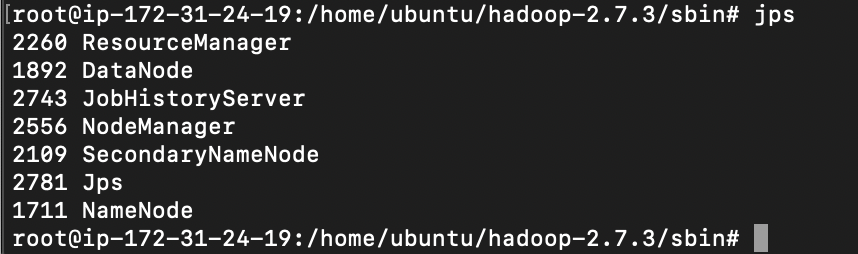 [root@ip-172-31-24-19:/home/ubuntu/hadoop-2.7.3/sbin# jps
2260 ResourceManager
1892 DataNode
2743 JobHistoryServer
2556 NodeManager
2109 SecondaryNameNode
2781 Jps
1711 NameNode
root@ip-172-31-24-19:/home/ubuntu/hadoop-2.7.3/sbin#